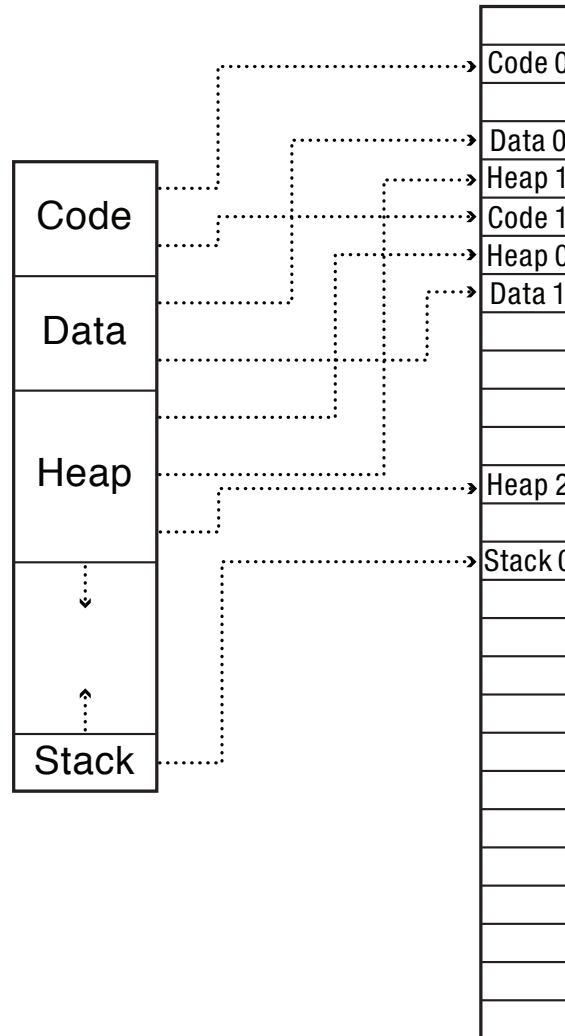 Code
Data
Heap
Stack
Code 0
Data 0
Heap 1
Code 1
Heap 0
Data 1
Heap 2
Stack 0